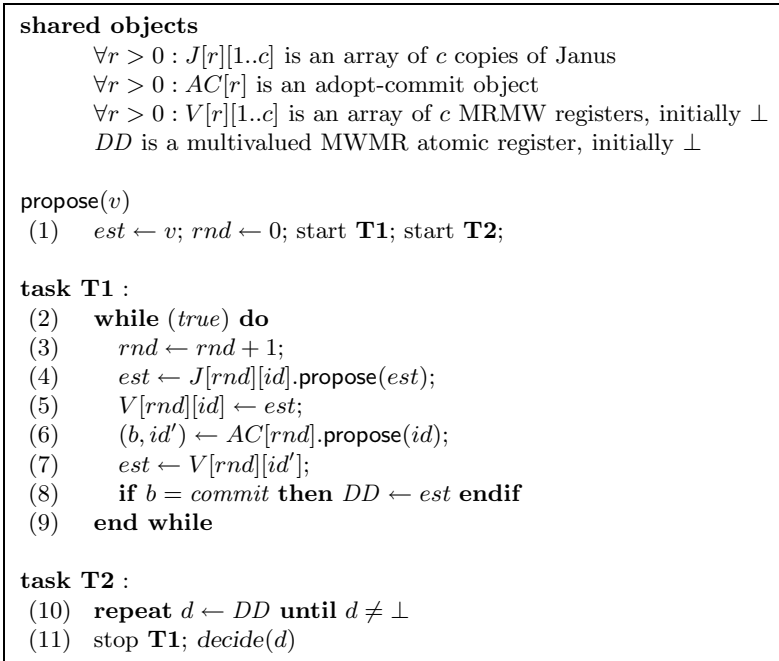 shared objects
∀r > 0 : J[r][1..c] is an array of c copies of Janus
∀r > 0 : AC[r] is an adopt-commit object
∀r > 0 : V[r][1..c] is an array of c MRMW registers, initially ⊥
DD is a multivalued MWMR atomic register, initially ⊥
propose(v)
(1) est ← v; rnd ← 0; start T1; start T2;
task T1 :
(2) while (true) do
(3) rnd ← rnd + 1;
(4) est ← J[rnd][id].propose(est);
(5) V[rnd][id] ← est;
(6) (b, id′) ← AC[rnd].propose(id);
(7) est ← V[rnd][id′];
(8) if b = commit then DD ← est endif
(9) end while
task T2 :
(10) repeat d ← DD until d ≠ ⊥
(11) stop T1; decide(d)